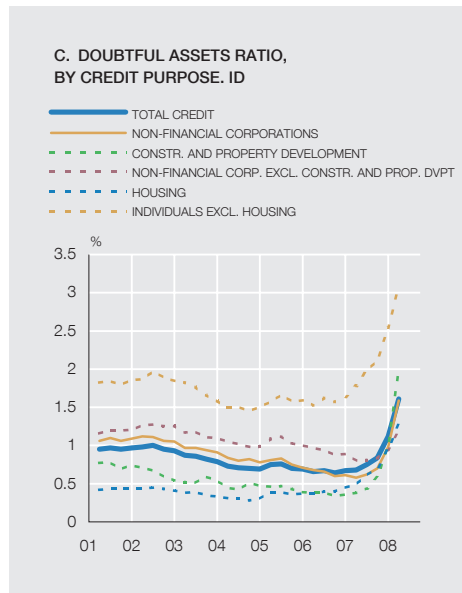 C. DOUBTFUL ASSETS RATIO,
BY CREDIT PURPOSE. ID
TOTAL CREDIT
NON-FINANCIAL CORPORATIONS
CONSTR. AND PROPERTY DEVELOPMENT
NON-FINANCIAL CORP. EXCL. CONSTR. AND PROP. DVPT
HOUSING
INDIVIDUALS EXCL. HOUSING
%
3.5
3
2.5
2
1.5
1
0.5
0
01 02 03 04 05 06 07 08